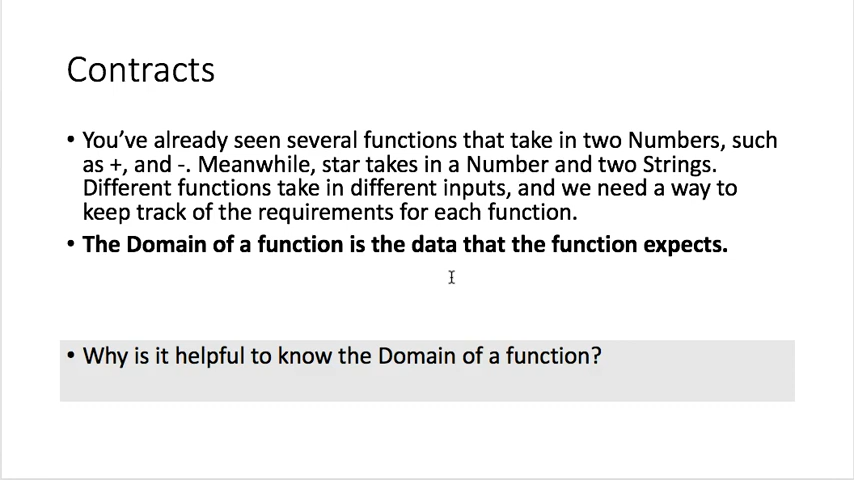 Contracts
• You’ve already seen several functions that take in two Numbers, such
as +, and -. Meanwhile, star takes in a Number and two Strings.
Different functions take in different inputs, and we need a way to
keep track of the requirements for each function.
• The Domain of a function is the data that the function expects.
• Why is it helpful to know the Domain of a function?